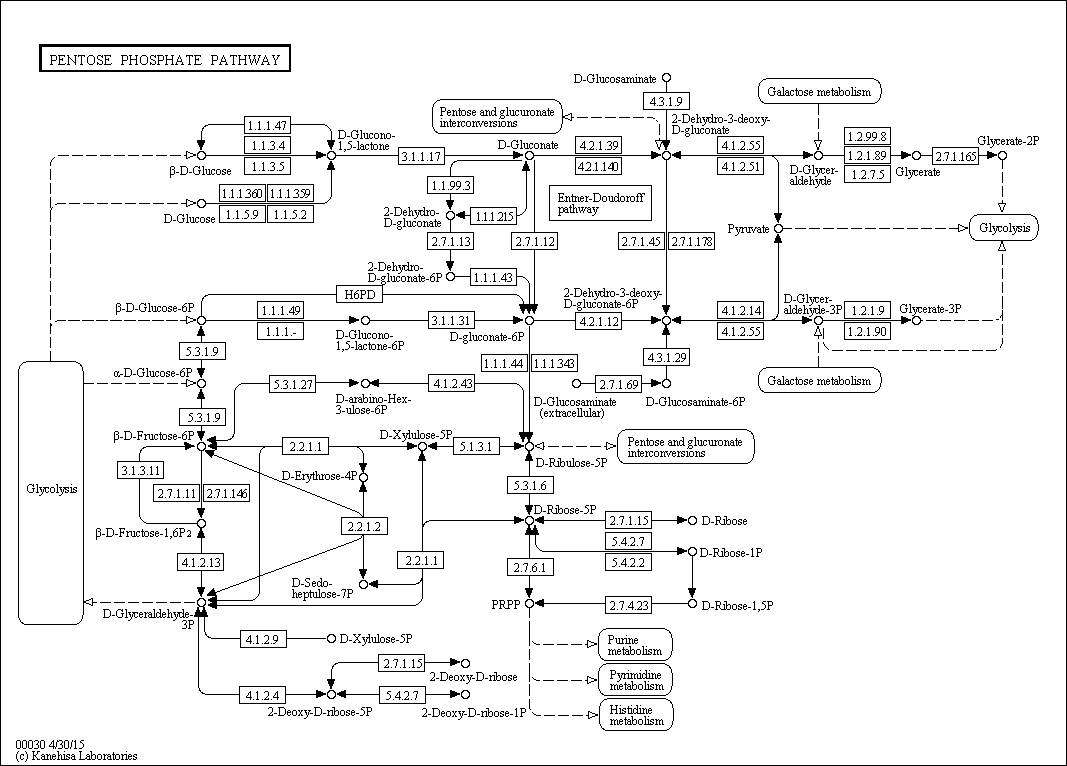 PENTOSE PHOSPHATE PATHWAY
D-Glucosaminate
4.3.1.9
Galactose metabolism
Pentose and glucuronate
interconversions
2-Dehydro-3-deoxy-
D-gluconate
1.1.1.47
D-Glucono-
1,5-lactone
1.1.3.4
1.1.3.5
β-D-Glucose
3.1.1.17
D-Gluconate
4.2.1.39
4.2.1.140
4.1.2.55
4.1.2.51
D-Glycer-
aldehyde
1.2.99.8
1.2.1.89
1.2.7.5
Glycerate
2.7.1.165
Glycerate-2P
1.1.1.360
1.1.1.359
1.1.5.9
1.1.5.2
D-Glucose
1.1.99.3
2-Dehydro-
D-gluconate
1.1.1.215
Entner-Doudoroff
pathway
Pyruvate
Glycolysis
2.7.1.13
2.7.1.12
2.7.1.45
2.7.1.178
2-Dehydro-
D-gluconate-6P
1.1.1.43
H6PD
β-D-Glucose-6P
1.1.1.49
1.1.1.-
D-Glucono-
1,5-lactone-6P
3.1.1.31
D-gluconate-6P
2-Dehydro-3-deoxy-
D-gluconate-6P
4.2.1.12
4.1.2.14
4.1.2.55
D-Glycer-
aldehyde-3P
1.2.1.9
1.2.1.90
Glycerate-3P
5.3.1.9
1.1.1.44
1.1.1.343
4.3.1.29
Galactose metabolism
α-D-Glucose-6P
5.3.1.27
D-arabino-Hex-
3-ulose-6P
4.1.2.43
2.7.1.69
D-Glucosaminate
(extracellular)
D-Glucosaminate-6P
5.3.1.9
β-D-Fructose-6P
2.2.1.1
D-Xylulose-5P
5.1.3.1
D-Ribulose-5P
Pentose and glucuronate
interconversions
3.1.3.11
D-Erythrose-4P
Glycolysis
2.7.1.11
2.7.1.146
5.3.1.6
β-D-Fructose-1,6P2
2.2.1.2
D-Ribose-5P
2.7.1.15
D-Ribose
5.4.2.7
5.4.2.2
D-Ribose-1P
4.1.2.13
2.2.1.1
2.7.6.1
D-Sedo-
heptulose-7P
D-Glyceraldehyde-
3P
PRPP
2.7.4.23
D-Ribose-1,5P
4.1.2.9
D-Xylulose-5P
Purine
metabolism
2.7.1.15
2-Deoxy-D-ribose
Pyrimidine
metabolism
4.1.2.4
2-Deoxy-D-ribose-5P
5.4.2.7
2-Deoxy-D-ribose-1P
Histidine
metabolism
00030 4/30/15
(c) Kanehisa Laboratories